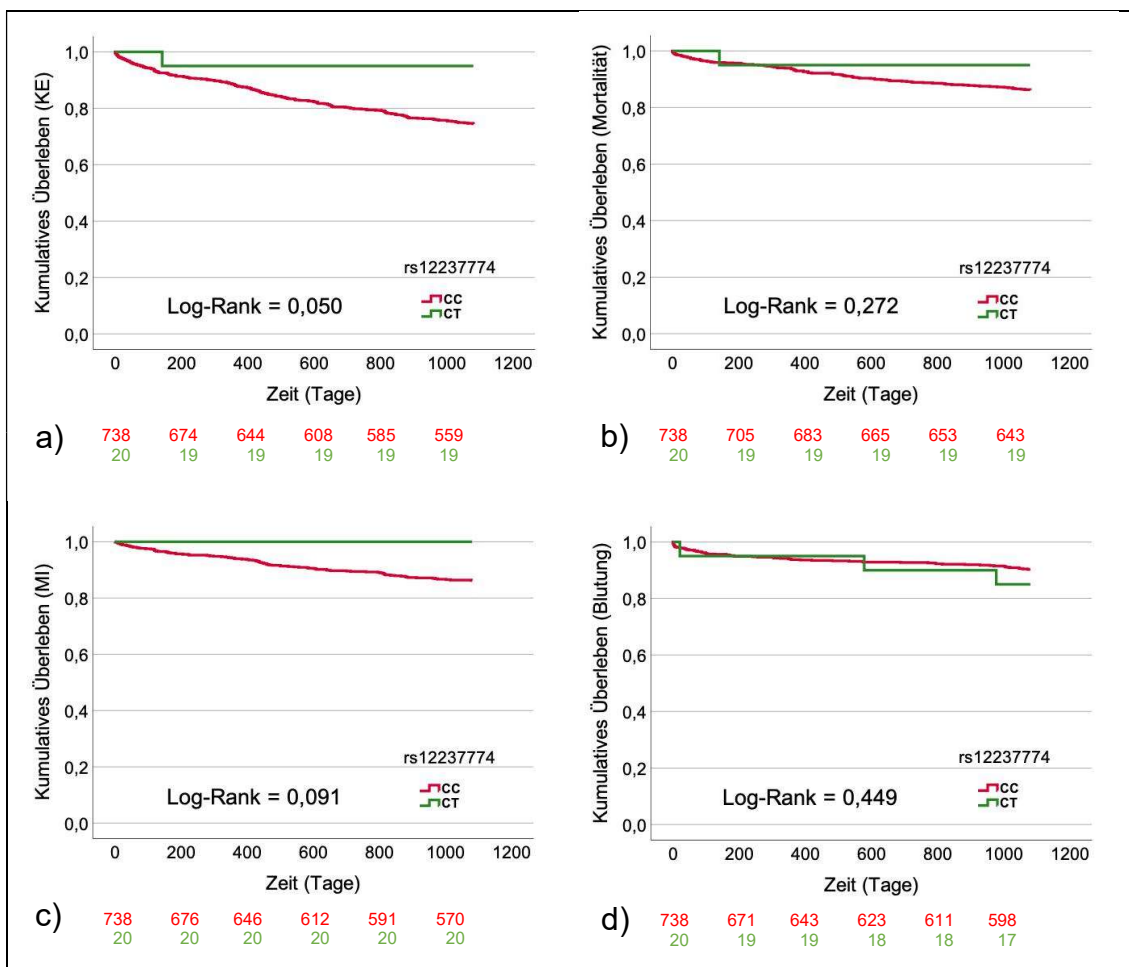 Kumulatives Überleben (KE)
1,0
0,8
0,6
0,4
0,2
0,0
rs12237774
Log-Rank = 0,050
CC
CT
0 200 400 600 800 1000 1200
Zeit (Tage)
a)
738 674 644 608 585 559
20 19 19 19 19 19
Kumulatives Überleben (Mortalität)
1,0
0,8
0,6
0,4
0,2
0,0
rs12237774
Log-Rank = 0,272
CC
CT
0 200 400 600 800 1000 1200
Zeit (Tage)
b)
738 705 683 665 653 643
20 19 19 19 19 19
Kumulatives Überleben (MI)
1,0
0,8
0,6
0,4
0,2
0,0
rs12237774
Log-Rank = 0,091
CC
CT
0 200 400 600 800 1000 1200
Zeit (Tage)
c)
738 676 646 612 591 570
20 20 20 20 20 20
Kumulatives Überleben (Blutung)
1,0
0,8
0,6
0,4
0,2
0,0
rs12237774
Log-Rank = 0,449
CC
CT
0 200 400 600 800 1000 1200
Zeit (Tage)
d)
738 671 643 623 611 598
20 19 19 18 18 17